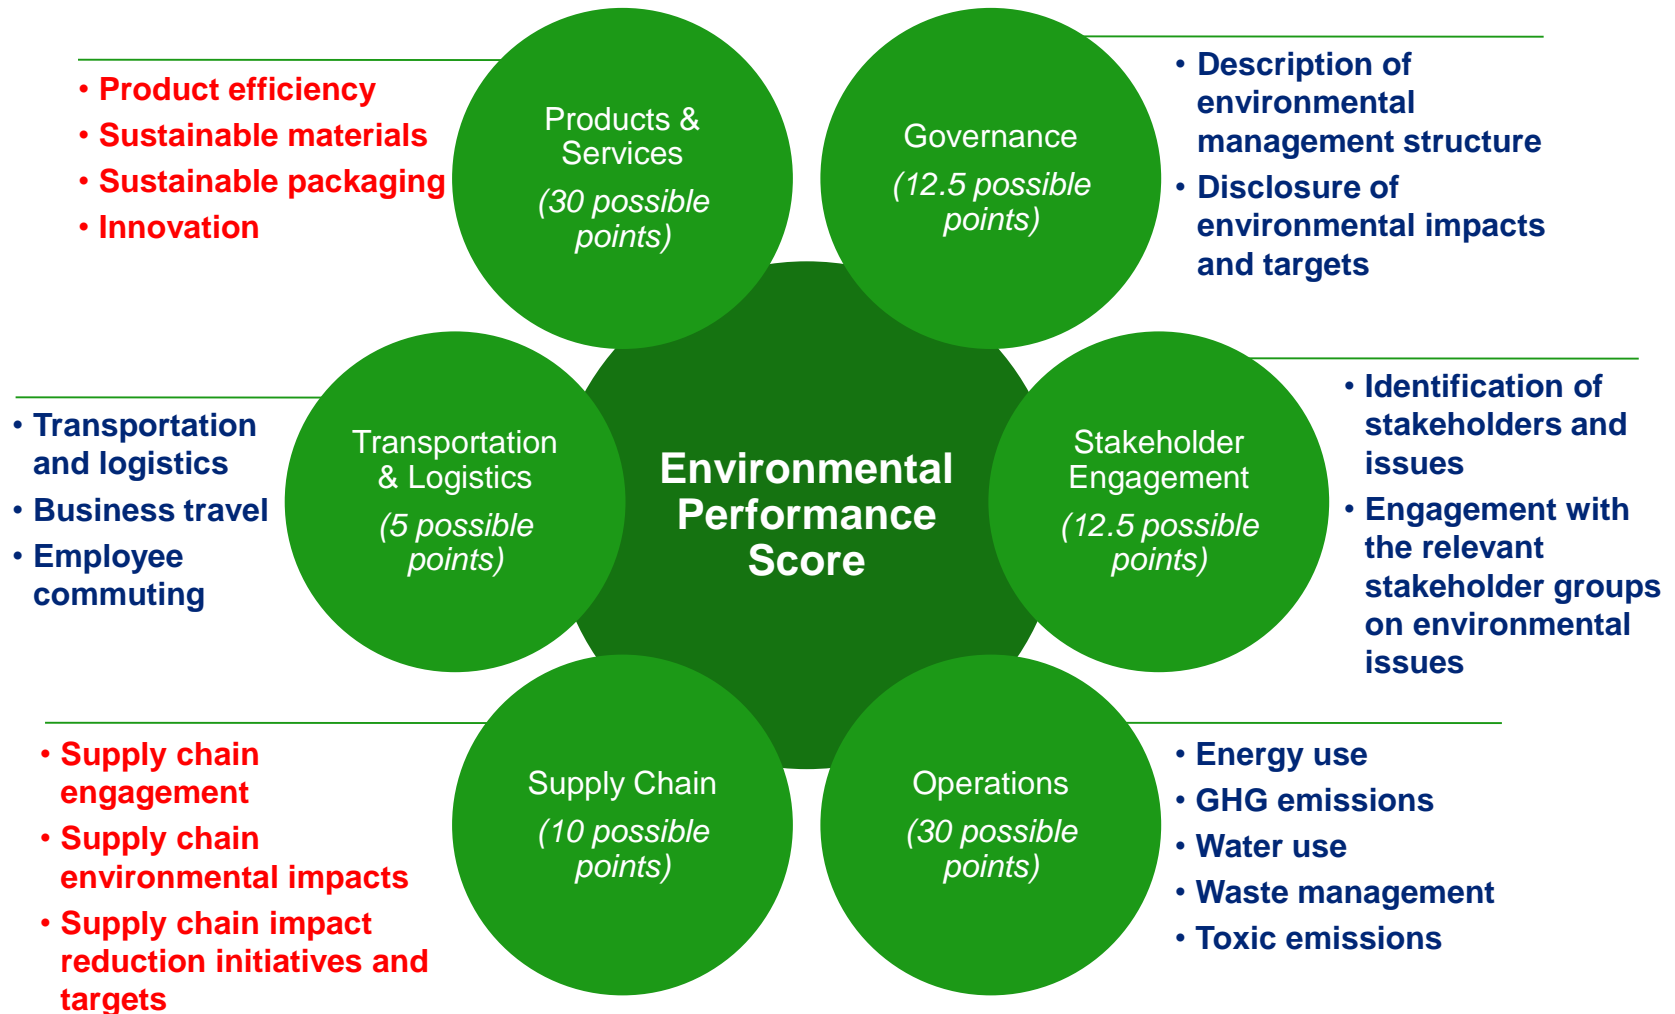 • Product efficiency
• Sustainable materials
• Sustainable packaging
• Innovation
Products &
Services
(30 possible
points)
Governance
(12.5 possible
points)
• Description of
environmental
management structure
• Disclosure of
environmental impacts
and targets
• Transportation
and logistics
• Business travel
• Employee
commuting
Transportation
& Logistics
(5 possible
points)
Environmental
Performance
Score
Stakeholder
Engagement
(12.5 possible
points)
• Identification of
stakeholders and
issues
• Engagement with
the relevant
stakeholder groups
on environmental
issues
• Supply chain
engagement
• Supply chain
environmental impacts
• Supply chain impact
reduction initiatives and
targets
Supply Chain
(10 possible
points)
Operations
(30 possible
points)
• Energy use
• GHG emissions
• Water use
• Waste management
• Toxic emissions